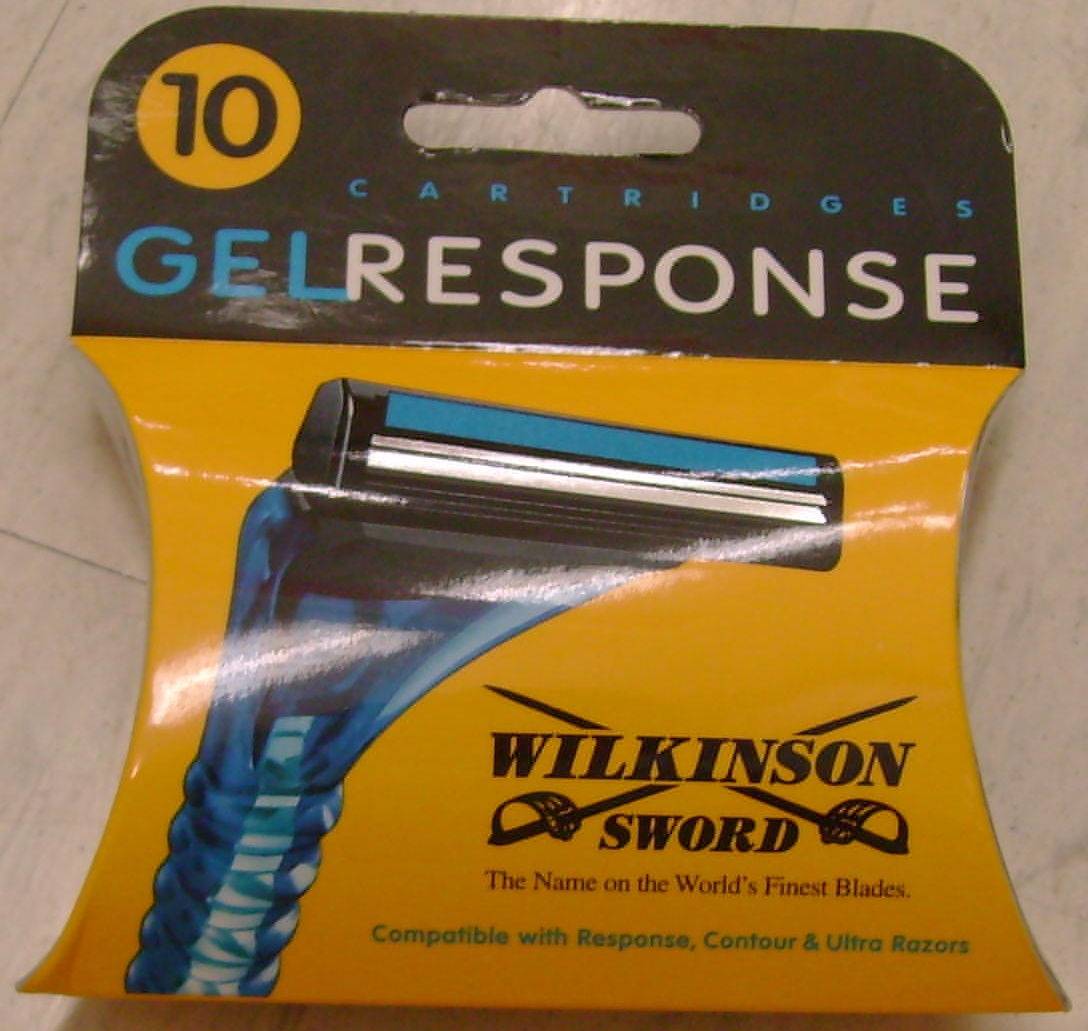 10
CARTRIDGES
GELRESPONSE
WILKINSON
SWORD
The Name on the World's Finest Blades.
Compatible with Response, Contour & Ultra Razors